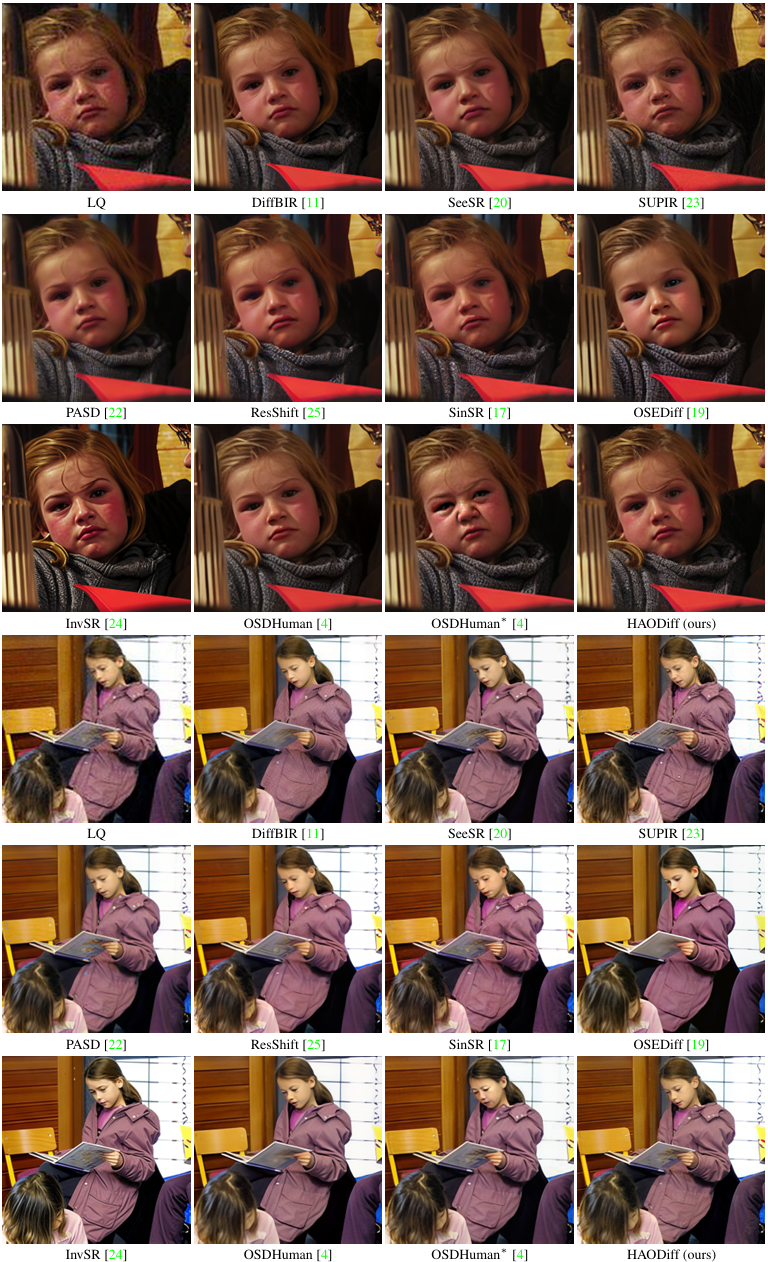 LQ
DiffBIR [11]
SeeSR [20]
SUPIR [23]
PASD [22]
ResShift [25]
SinSR [17]
OSEDiff [19]
InvSR [24]
OSDHuman [4]
OSDHuman* [4]
HAODiff (ours)
LQ
DiffBIR [11]
SeeSR [20]
SUPIR [23]
PASD [22]
ResShift [25]
SinSR [17]
OSEDiff [19]
InvSR [24]
OSDHuman [4]
OSDHuman* [4]
HAODiff (ours)